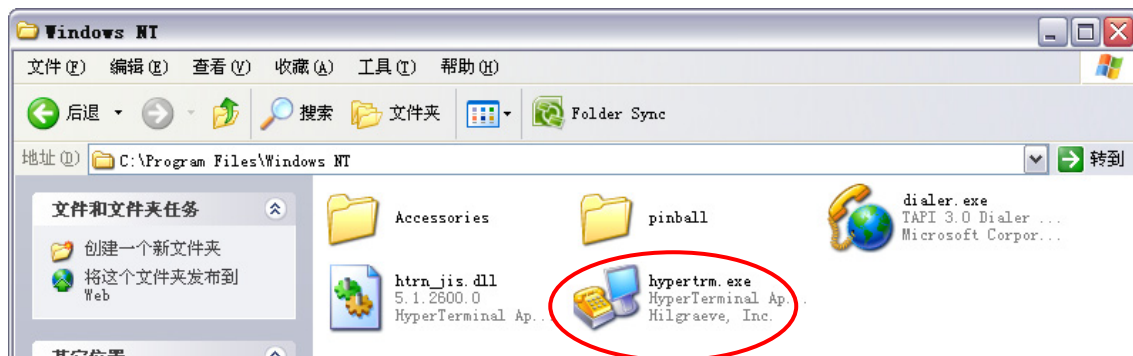 Windows NT
文件(F) 编辑(E) 查看(V) 收藏(A) 工具(T) 帮助(H)
后退 搜索 文件夹 Folder Sync
地址(D) C:\Program Files\Windows NT 转到
文件和文件夹任务
创建一个新文件夹
将这个文件夹发布到
Web
其它位置
Accessories
pinball
dialer.exe
TAPI 3.0 Dialer ...
Microsoft Corpor...
htrn_jis.dll
5.1.2600.0
HyperTerminal Ap...
hypertrm.exe
HyperTerminal Ap...
Hilgraeve, Inc.